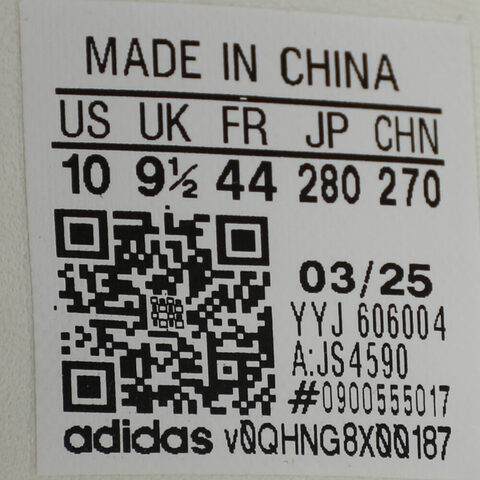 MADE IN CHINA
US UK FR JP CHN
10 9½ 44 280 270
03/25
YYJ 606004
A:JS4590
#0900555017
adidas v0QHNG8X00187